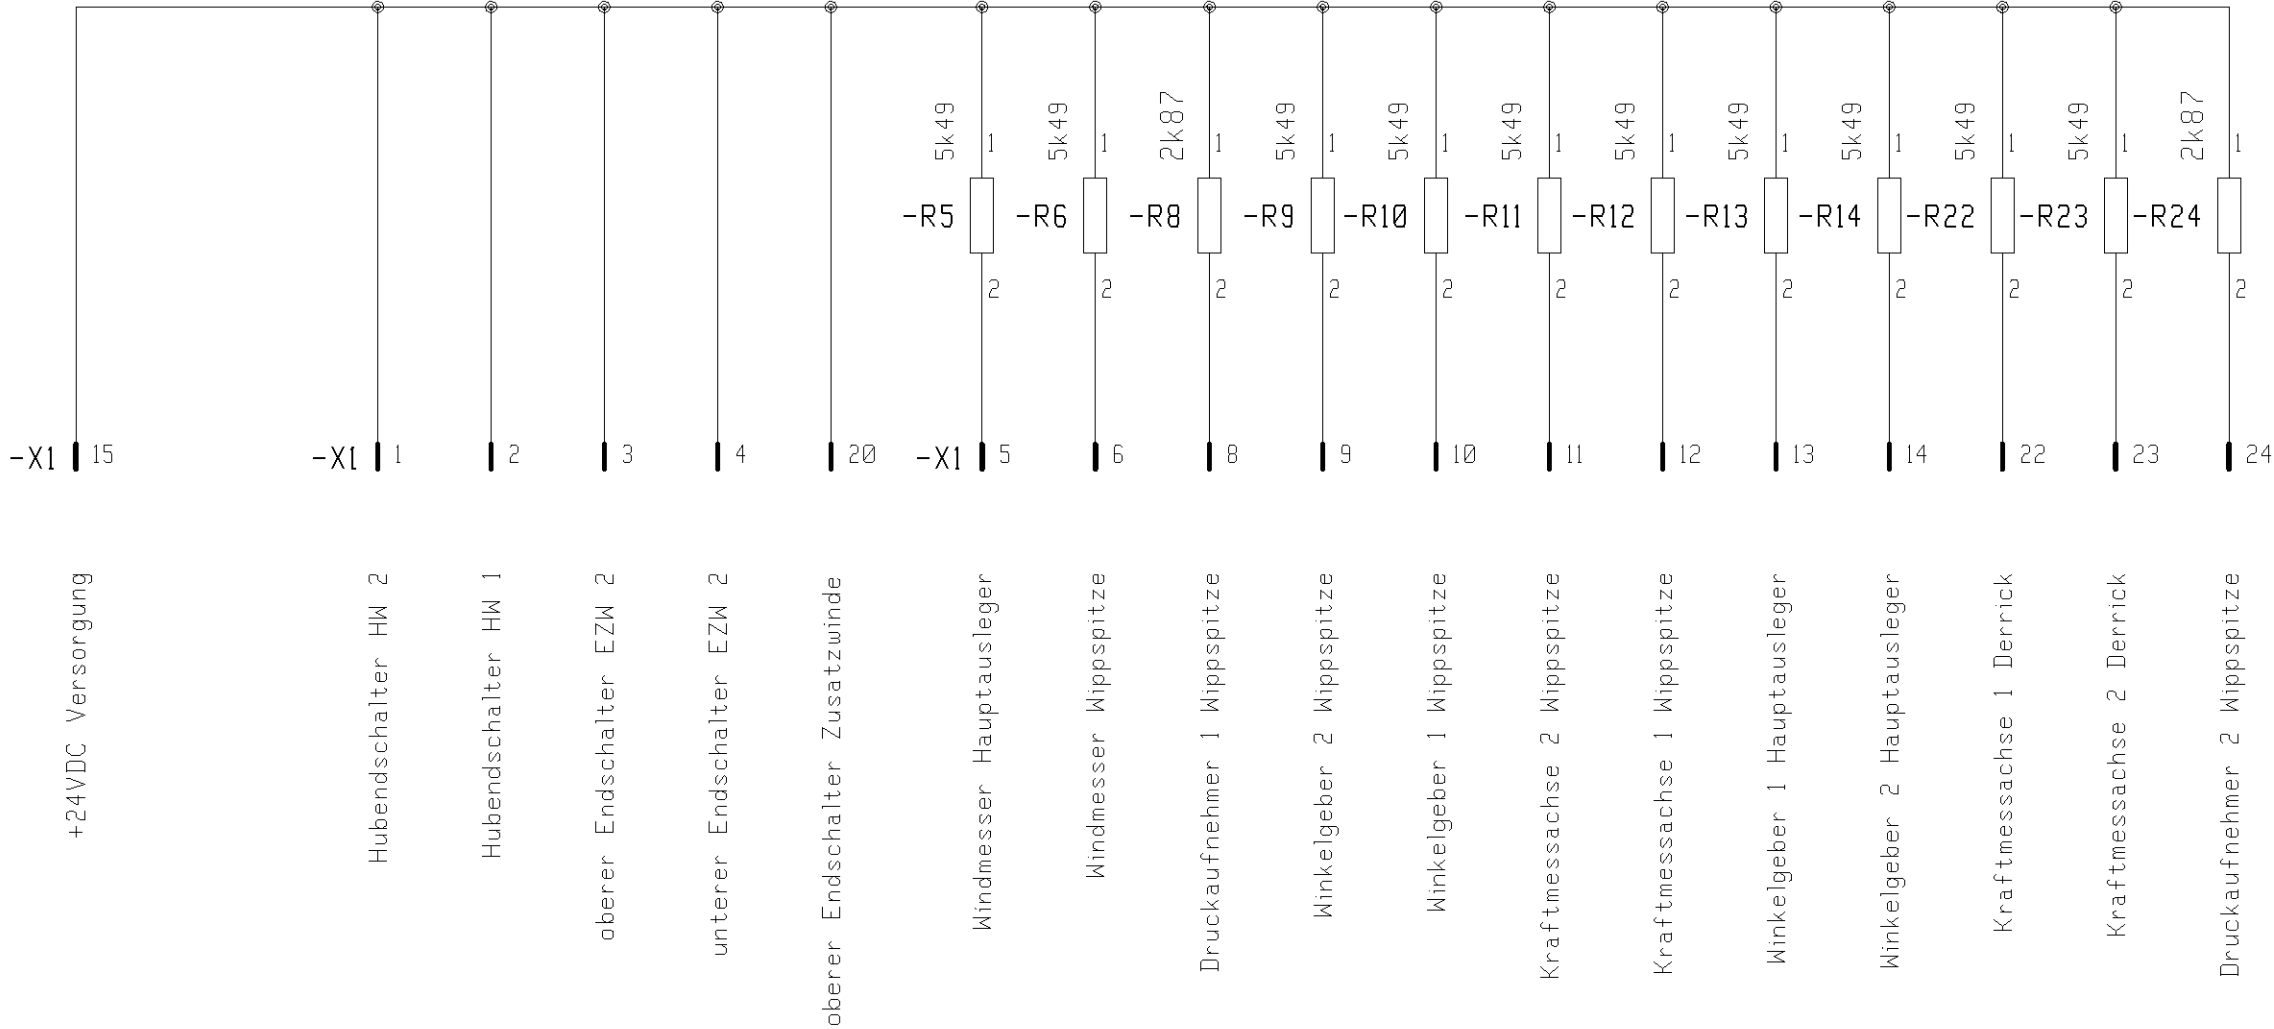 5k49
5k49
2k87
5k49
5k49
5k49
5k49
5k49
5k49
5k49
5k49
2k87
1
1
1
1
1
1
1
1
1
1
1
1
-R5
-R6
-R8
-R9
-R10
-R11
-R12
-R13
-R14
-R22
-R23
-R24
2
2
2
2
2
2
2
2
2
2
2
2
-X1
15
-X1
1
2
3
4
20
-X1
5
6
8
9
10
11
12
13
14
22
23
24
+24VDC Versorgung
Hubendschalter HW 2
Hubendschalter HW 1
oberer Endschalter EZW 2
unterer Endschalter EZW 2
oberer Endschalter Zusatzwinde
Windmesser Hauptausleger
Windmesser Wippspitze
Druckaufnehmer 1 Wippspitze
Winkelgeber 2 Wippspitze
Winkelgeber 1 Wippspitze
Kraftmessachse 2 Wippspitze
Kraftmessachse 1 Wippspitze
Winkelgeber 1 Hauptausleger
Winkelgeber 2 Hauptausleger
Kraftmessachse 1 Derrick
Kraftmessachse 2 Derrick
Druckaufnehmer 2 Wippspitze